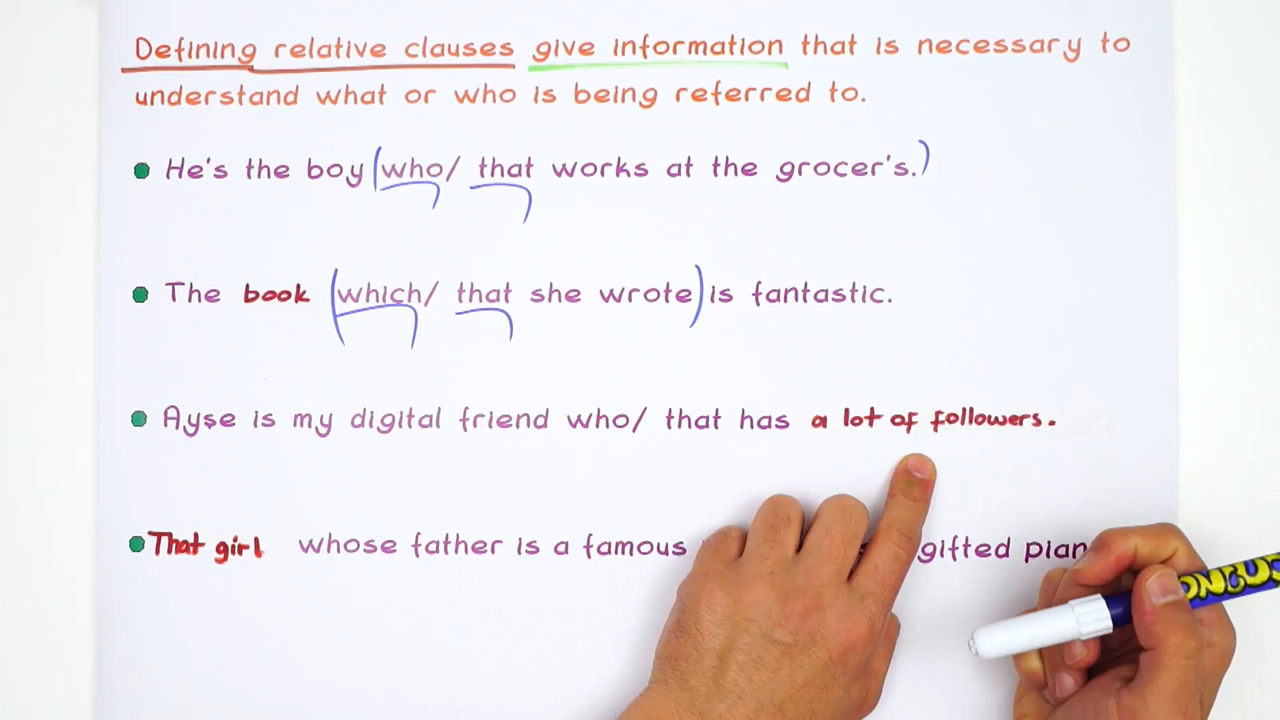 Defining relative clauses give information that is necessary to
understand what or who is being referred to.
He's the boy (who/ that works at the grocer's.)
The book (which/ that she wrote) is fantastic.
Ayşe is my digital friend who/ that has a lot of followers.
That girl whose father is a famous gifted